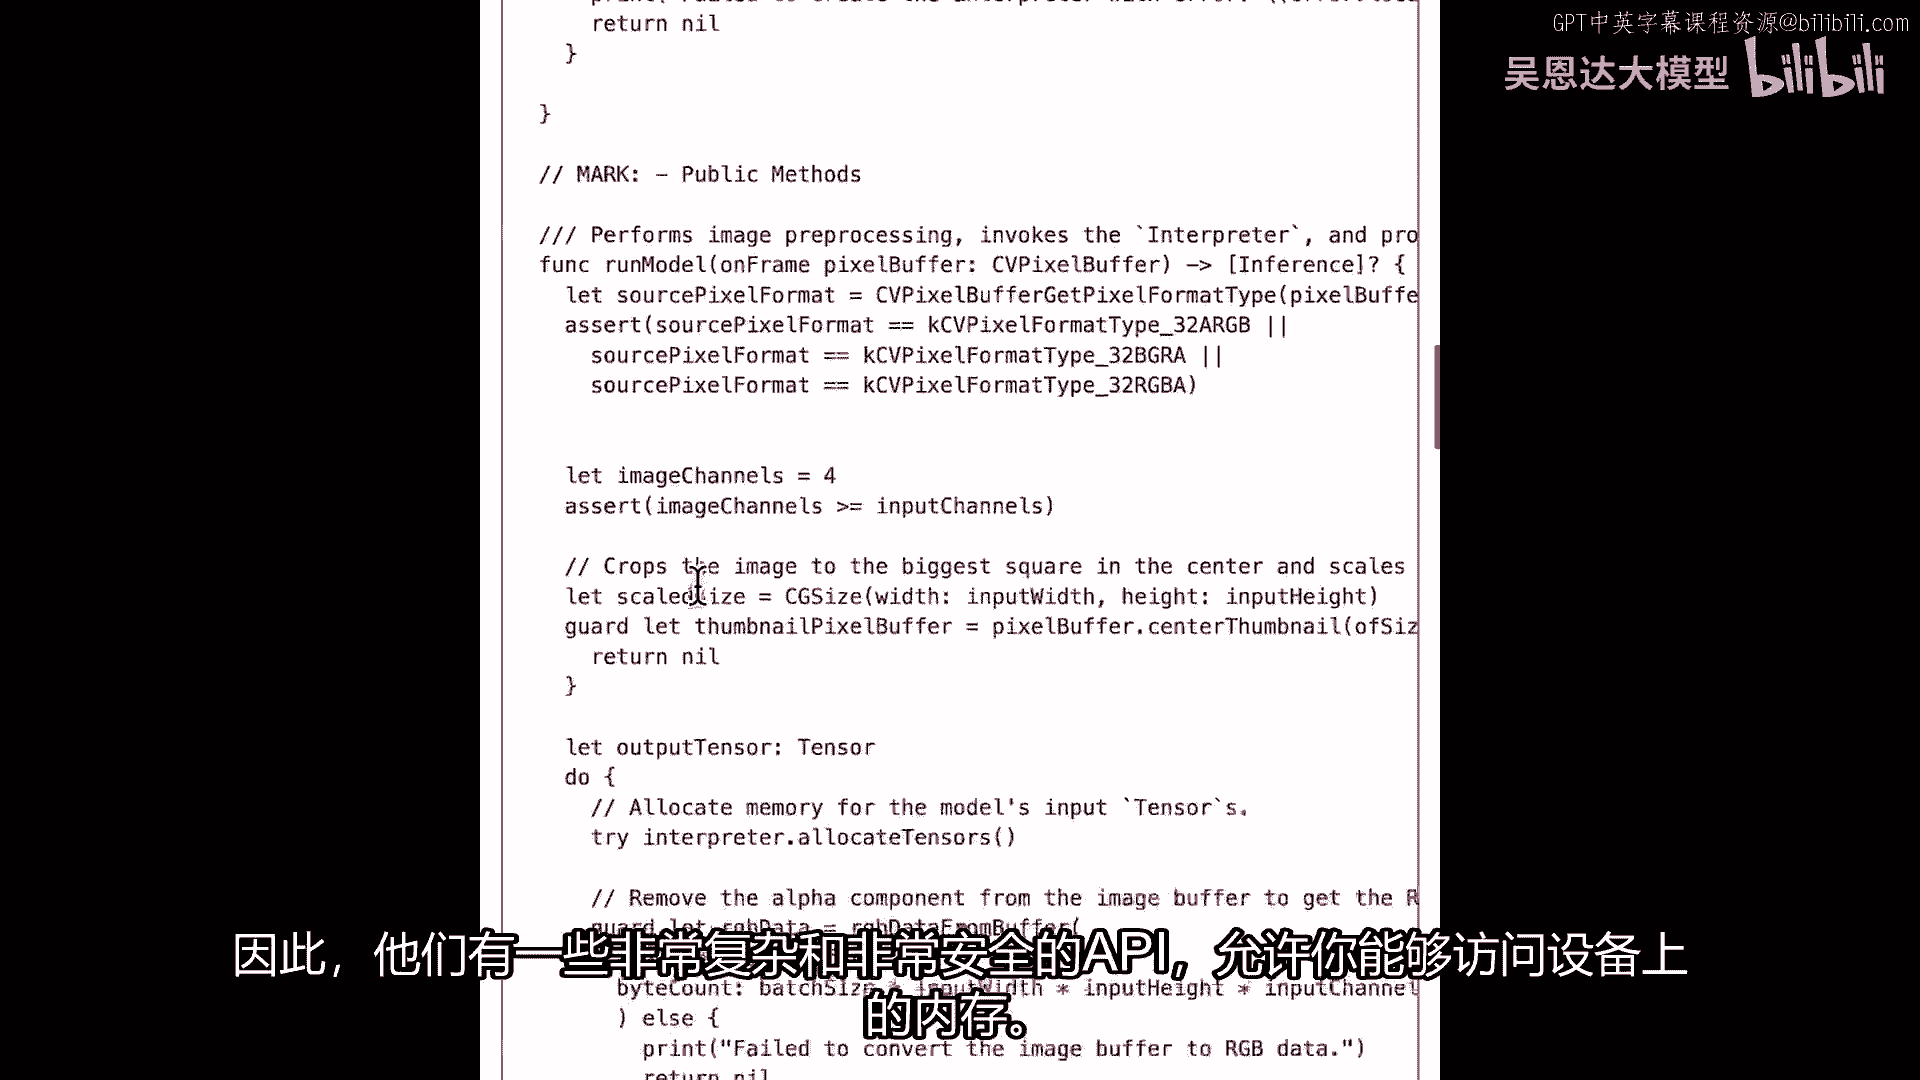 GPT中英字幕课程资源@bilibili.com
吴恩达大模型 bilibili
return nil
}
}
// MARK: - Public Methods
/// Performs image preprocessing, invokes the `Interpreter`, and pro
func runModel(onFrame pixelBuffer: CVPixelBuffer) -> [Inference]? {
let sourcePixelFormat = CVPixelBufferGetPixelFormatType(pixelBuffe
assert(sourcePixelFormat == kCVPixelFormatType_32ARGB ||
sourcePixelFormat == kCVPixelFormatType_32BGRA ||
sourcePixelFormat == kCVPixelFormatType_32RGBA)
let imageChannels = 4
assert(imageChannels >= inputChannels)
// Crops the image to the biggest square in the center and scales
let scaledSize = CGSize(width: inputWidth, height: inputHeight)
guard let thumbnailPixelBuffer = pixelBuffer.centerThumbnail(ofSiz
return nil
}
let outputTensor: Tensor
do {
// Allocate memory for the model's input `Tensor`s.
try interpreter.allocateTensors()
// Remove the alpha component from the image buffer to get the R
guard let rgbData = rgbDataFromBuffer(
因此，他们有一些非常复杂和非常安全的API，允许你能够访问设备上
的内存。
byteCount: batchSize * inputWidth * inputHeight * inputChannel
) else {
print("Failed to convert the image buffer to RGB data.")
return nil